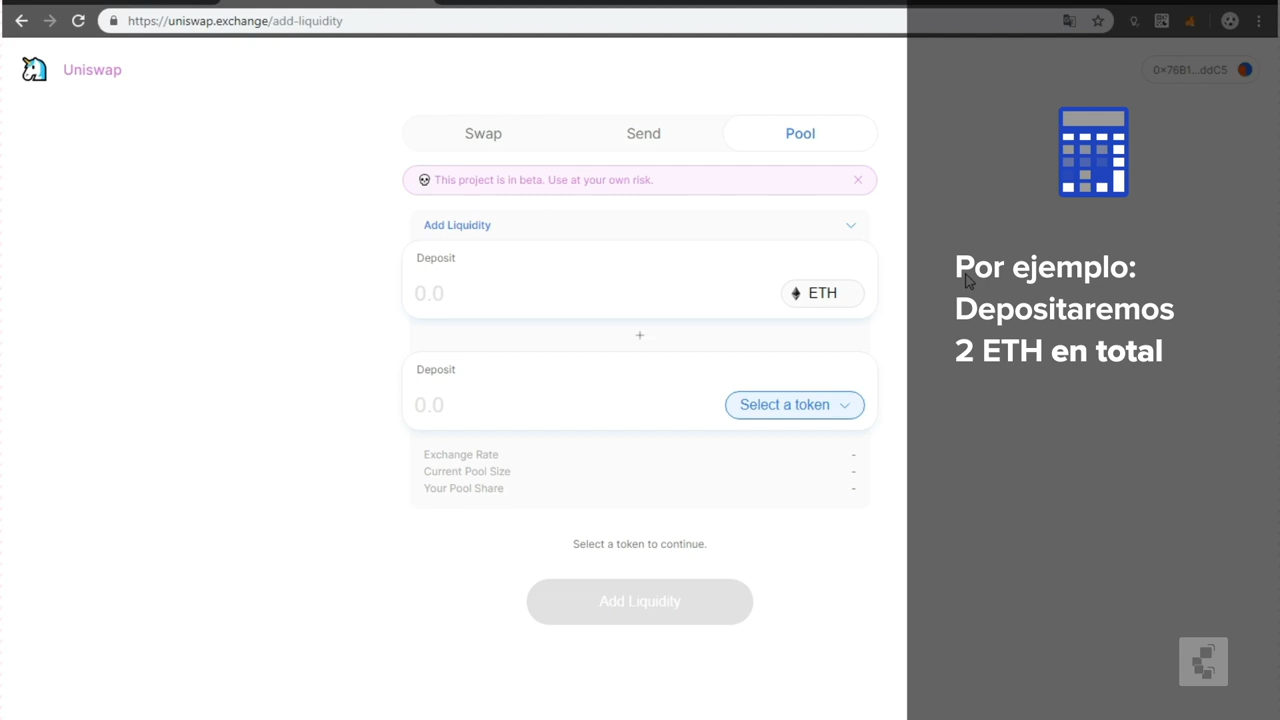 https://uniswap.exchange/add-liquidity
Uniswap
0x76B1...ddC5
Swap
Send
Pool
This project is in beta. Use at your own risk.
Add Liquidity
Deposit
0.0
ETH
+
Deposit
0.0
Select a token
Exchange Rate
-
Current Pool Size
-
Your Pool Share
-
Select a token to continue.
Add Liquidity
Por ejemplo:
Depositaremos
2 ETH en total